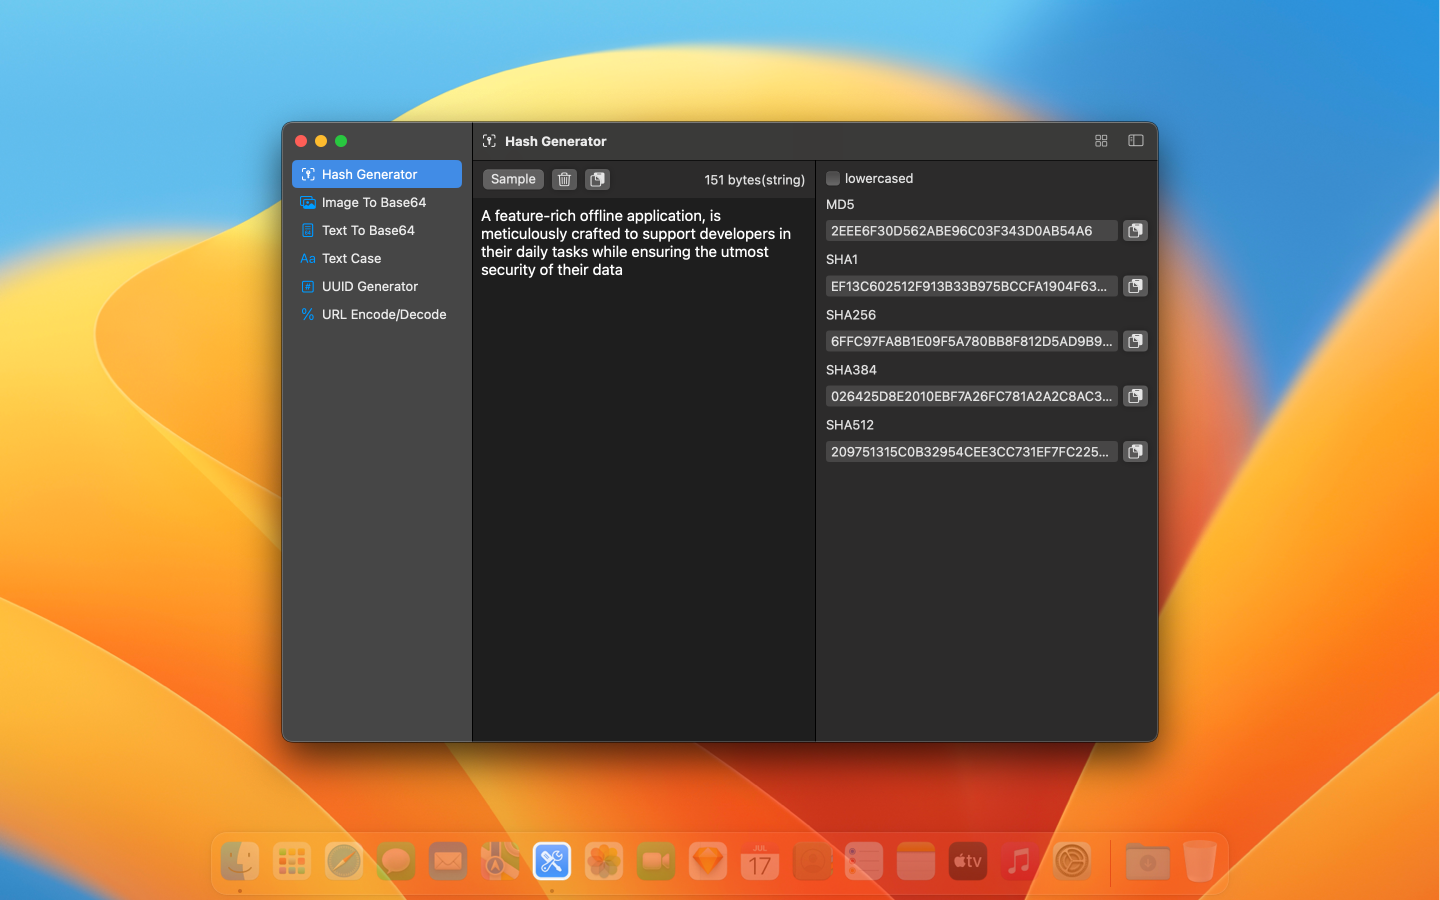 Hash Generator
Hash Generator
Image To Base64
Text To Base64
Aa Text Case
# UUID Generator
% URL Encode/Decode
Sample
151 bytes(string)
A feature-rich offline application, is
meticulously crafted to support developers in
their daily tasks while ensuring the utmost
security of their data
lowercased
MD5
2EEE6F30D562ABE96C03F343D0AB54A6
SHA1
EF13C602512F913B33B975BCCFA1904F63...
SHA256
6FFC97FA8B1E09F5A780BB8F812D5AD9B9...
SHA384
026425D8E2010EBF7A26FC781A2A2C8AC3...
SHA512
209751315C0B32954CEE3CC731EF7FC225...
JUL
17
tv